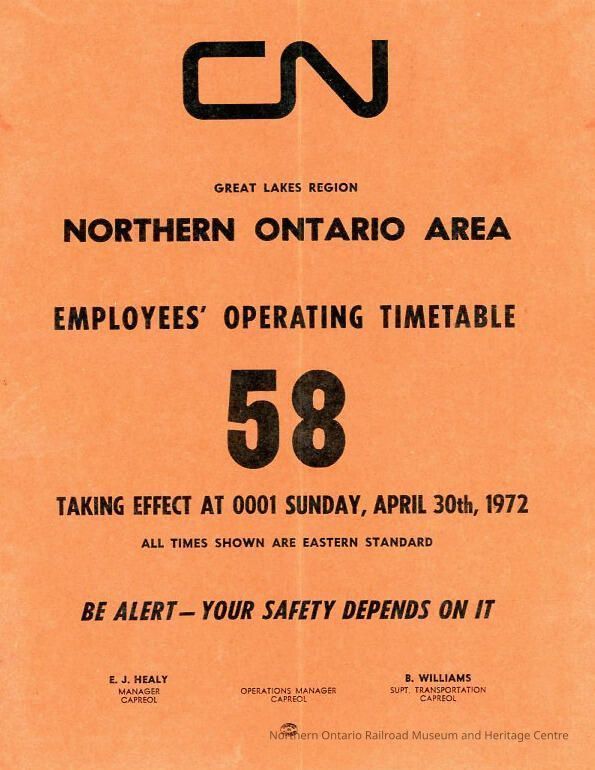 CN
GREAT LAKES REGION
NORTHERN ONTARIO AREA
EMPLOYEES' OPERATING TIMETABLE
58
TAKING EFFECT AT 0001 SUNDAY, APRIL 30th, 1972
ALL TIMES SHOWN ARE EASTERN STANDARD
BE ALERT — YOUR SAFETY DEPENDS ON IT
E. J. HEALY
MANAGER
CAPREOL
OPERATIONS MANAGER
CAPREOL
B. WILLIAMS
SUPT. TRANSPORTATION
CAPREOL
Northern Ontario Railroad Museum and Heritage Centre